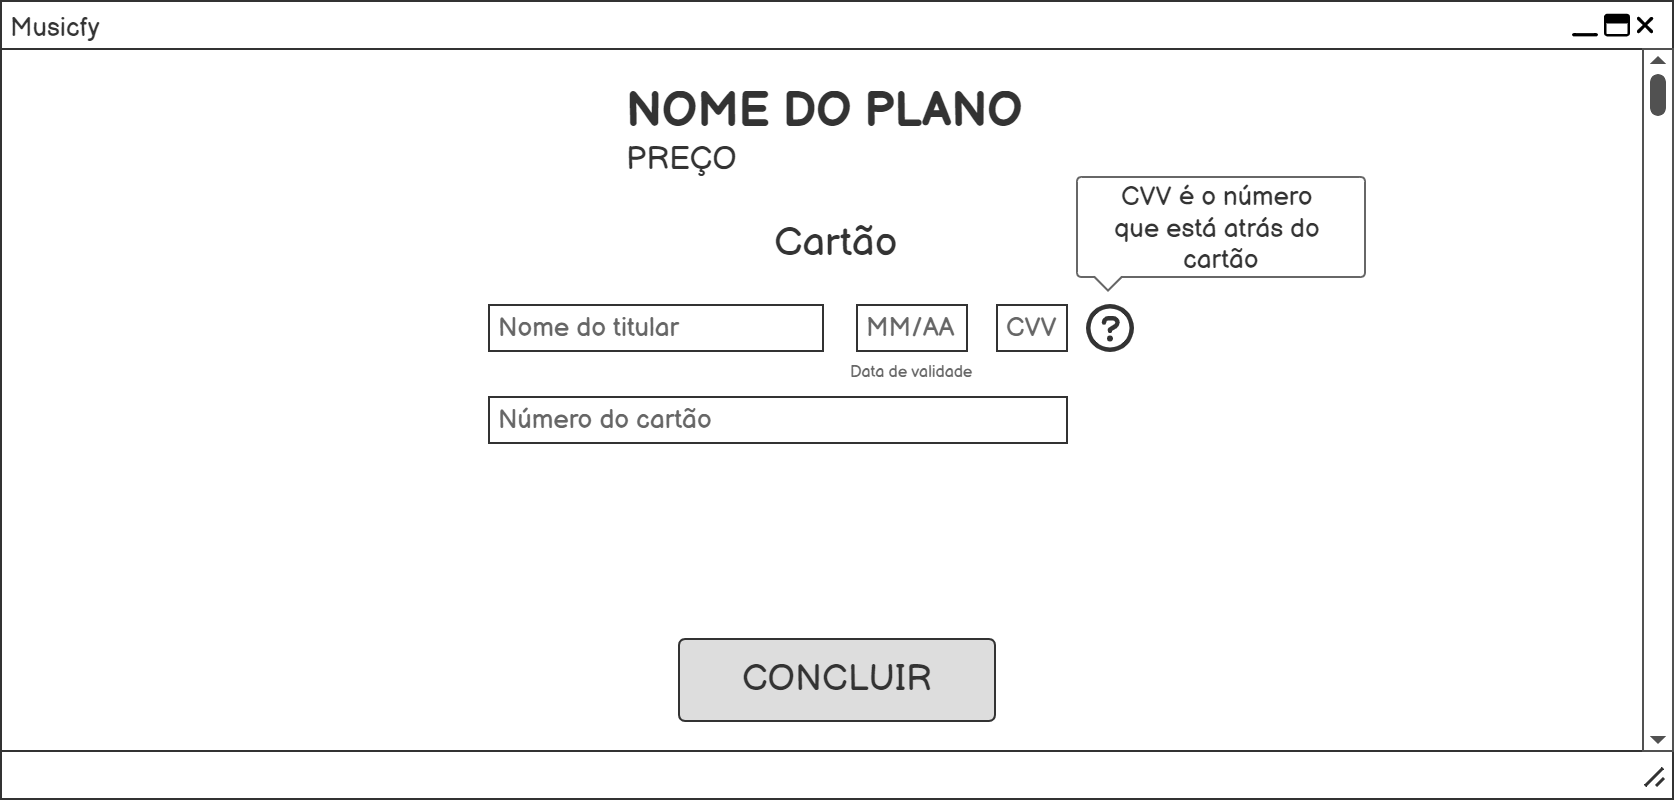 Musicfy
NOME DO PLANO
PREÇO
CVV é o número
que está atrás do
cartão
Cartão
Nome do titular
MM/AA
CVV
?
Data de validade
Número do cartão
CONCLUIR